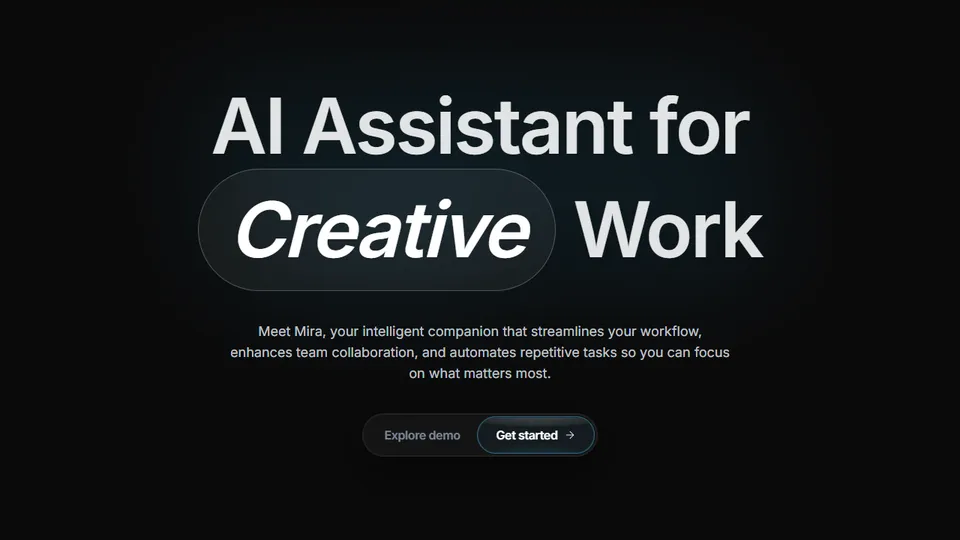 AI Assistant for
Creative Work
Meet Mira, your intelligent companion that streamlines your workflow,
enhances team collaboration, and automates repetitive tasks so you can focus
on what matters most.
Explore demo Get started →